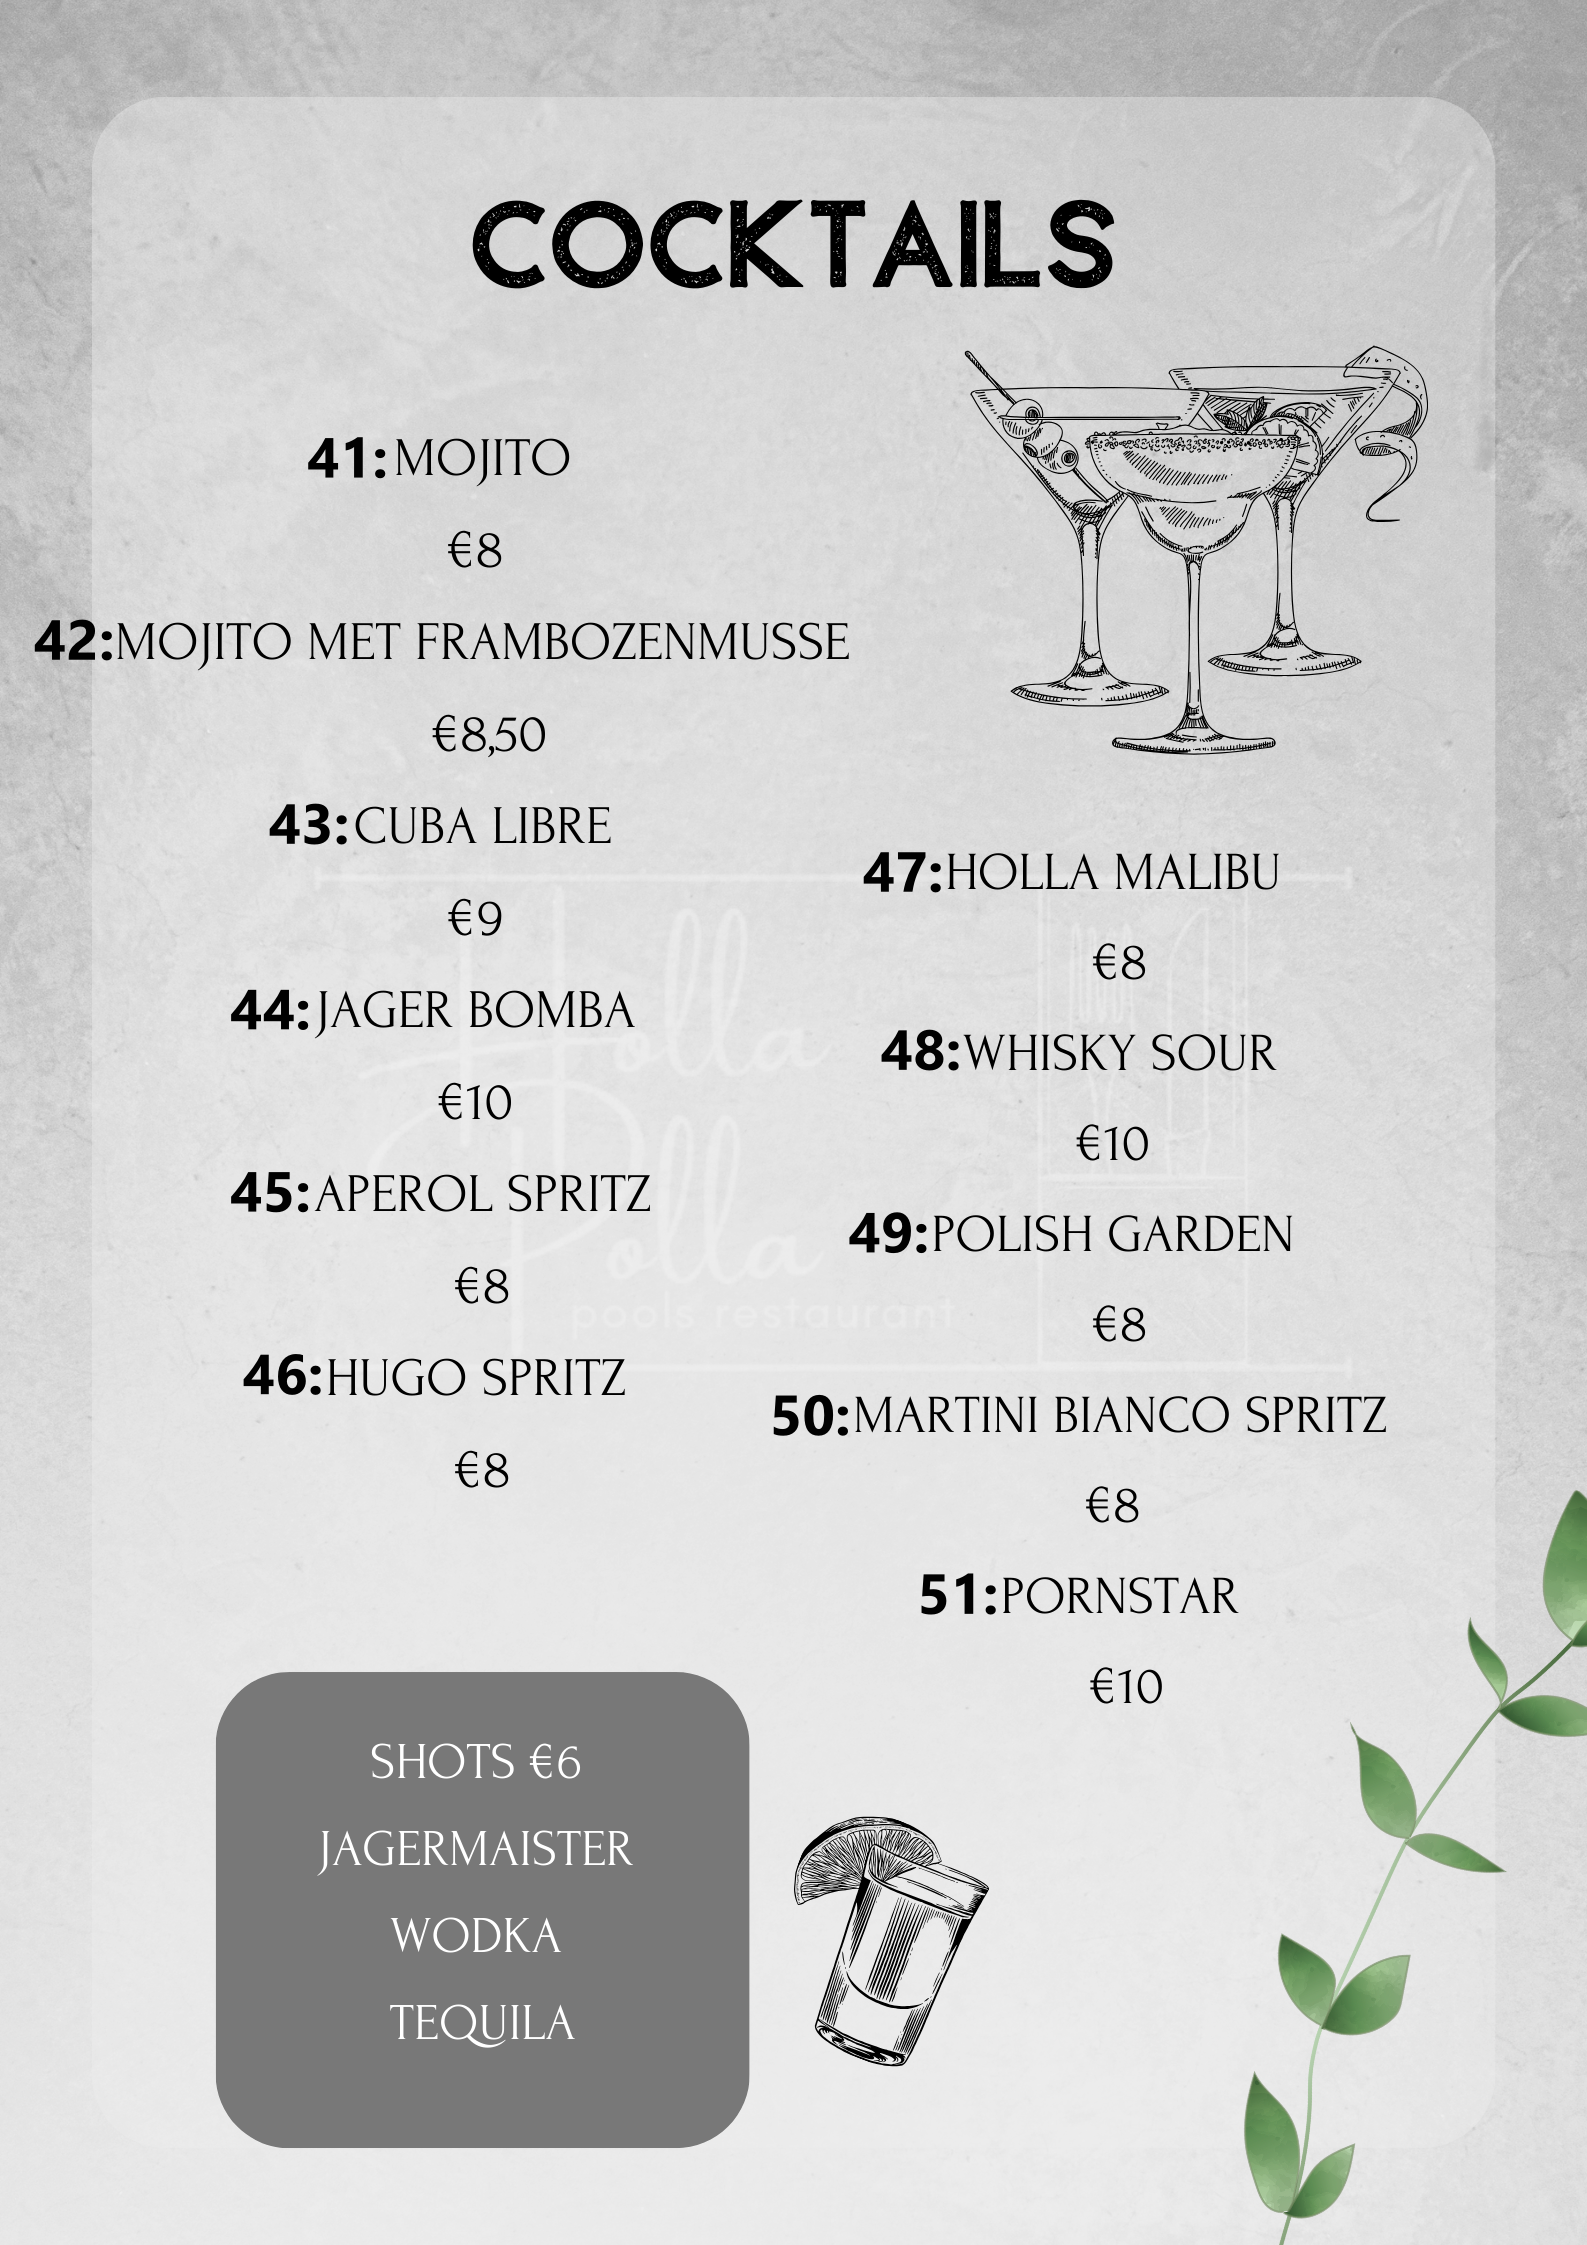 COCKTAILS
41: MOJITO
€8
42:MOJITO MET FRAMBOZENMUSSE
€8,50
43: CUBA LIBRE
€9
44: JAGER BOMBA
€10
45: APEROL SPRITZ
€8
46:HUGO SPRITZ
€8
47:HOLLA MALIBU
€8
48:WHISKY SOUR
€10
49:POLISH GARDEN
€8
50:MARTINI BIANCO SPRITZ
€8
51:PORNSTAR
€10
SHOTS €6
JAGERMAISTER
WODKA
TEQUILA
Holla
Polla
pools restaurant